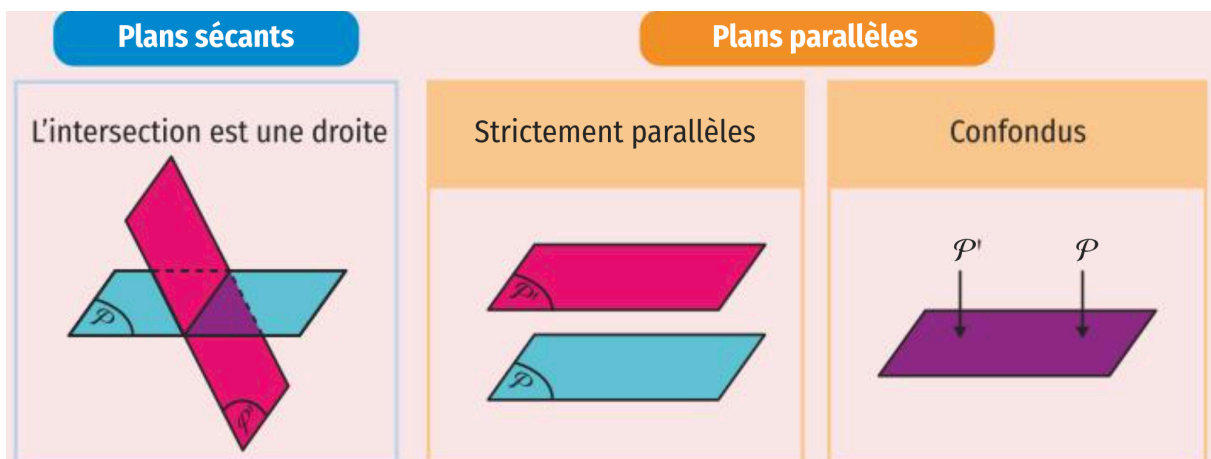 Plans sécants
Plans parallèles
L'intersection est une droite
Strictement parallèles
Confondus
𝒫
𝒫'
𝒫'
𝒫
𝒫'
𝒫